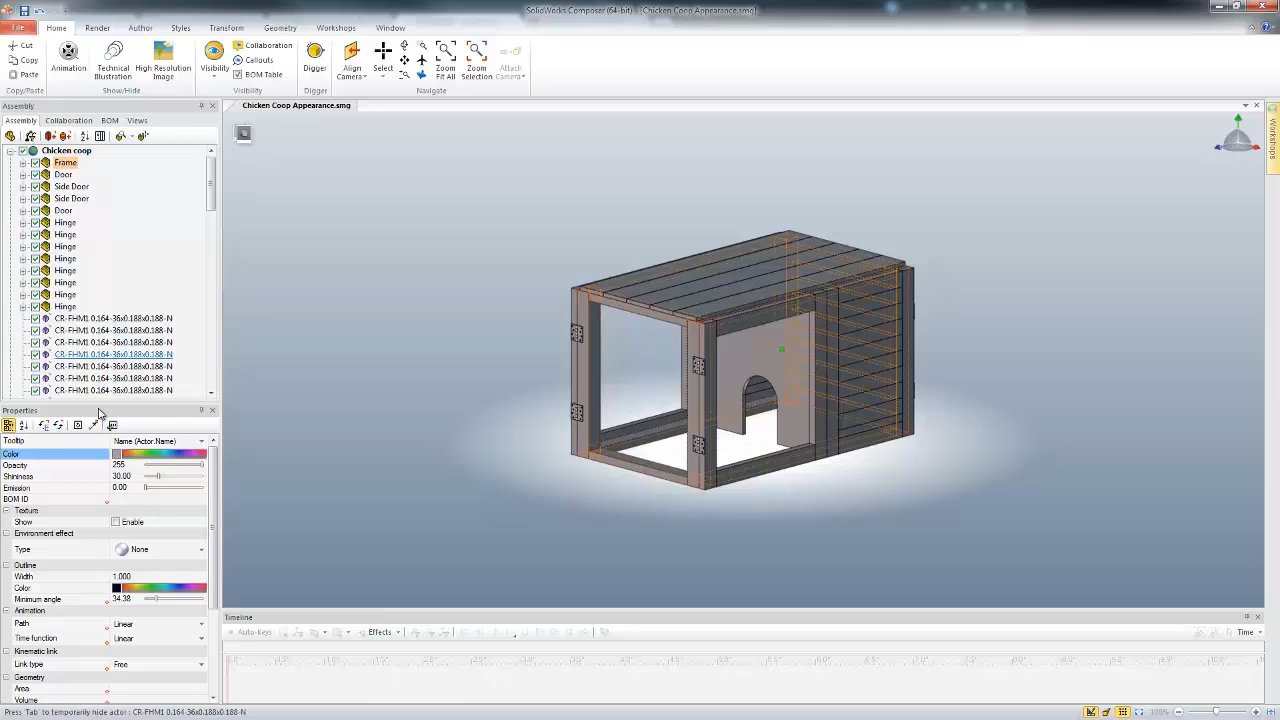 SolidWorks Composer (64-bit) - [Chicken Coop Appearance.smg]
File Home Render Author Styles Transform Geometry Workshops Window
Cut
Copy
Paste
Copy/Paste
Animation
Technical Illustration
High Resolution Image
Show/Hide
Visibility
Collaboration
Callouts
BOM Table
Visibility
Digger
Digger
Align Camera
Select
Zoom Fit All
Zoom Selection
Attach Camera
Navigate
Assembly
Chicken Coop Appearance.smg
Assembly Collaboration BOM Views
Workshops
Chicken coop
Frame
Door
Side Door
Side Door
Door
Hinge
Hinge
Hinge
Hinge
Hinge
Hinge
Hinge
Hinge
CR-FHM1 0.164-36x0.188x0.188-N
CR-FHM1 0.164-36x0.188x0.188-N
CR-FHM1 0.164-36x0.188x0.188-N
CR-FHM1 0.164-36x0.188x0.188-N
CR-FHM1 0.164-36x0.188x0.188-N
CR-FHM1 0.164-36x0.188x0.188-N
CR-FHM1 0.164-36x0.188x0.188-N
Properties
Tooltip Name (Actor.Name)
Color
Opacity 255
Shininess 30.00
Emission 0.00
BOM ID
Texture
Show Enable
Environment effect
Type None
Outline
Width 1.000
Color
Minimum angle 34.38
Animation
Path Linear
Time function Linear
Kinematic link
Link type Free
Geometry
Area
Volume
Timeline
Auto-Keys Effects Time
Press 'Tab' to temporarily hide actor : CR-FHM1 0.164-36x0.188x0.188-N
100%